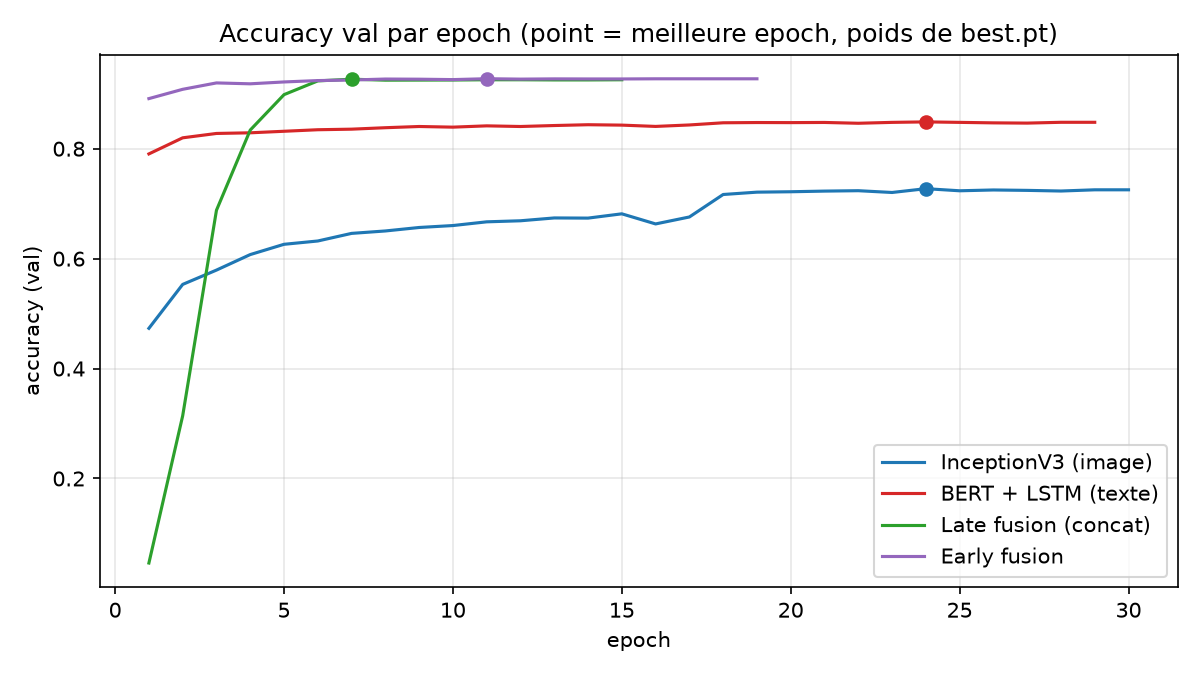 Accuracy val par epoch (point = meilleure epoch, poids de best.pt)
accuracy (val)
0.8
0.6
0.4
0.2
0 5 10 15 20 25 30
epoch
InceptionV3 (image)
BERT + LSTM (texte)
Late fusion (concat)
Early fusion